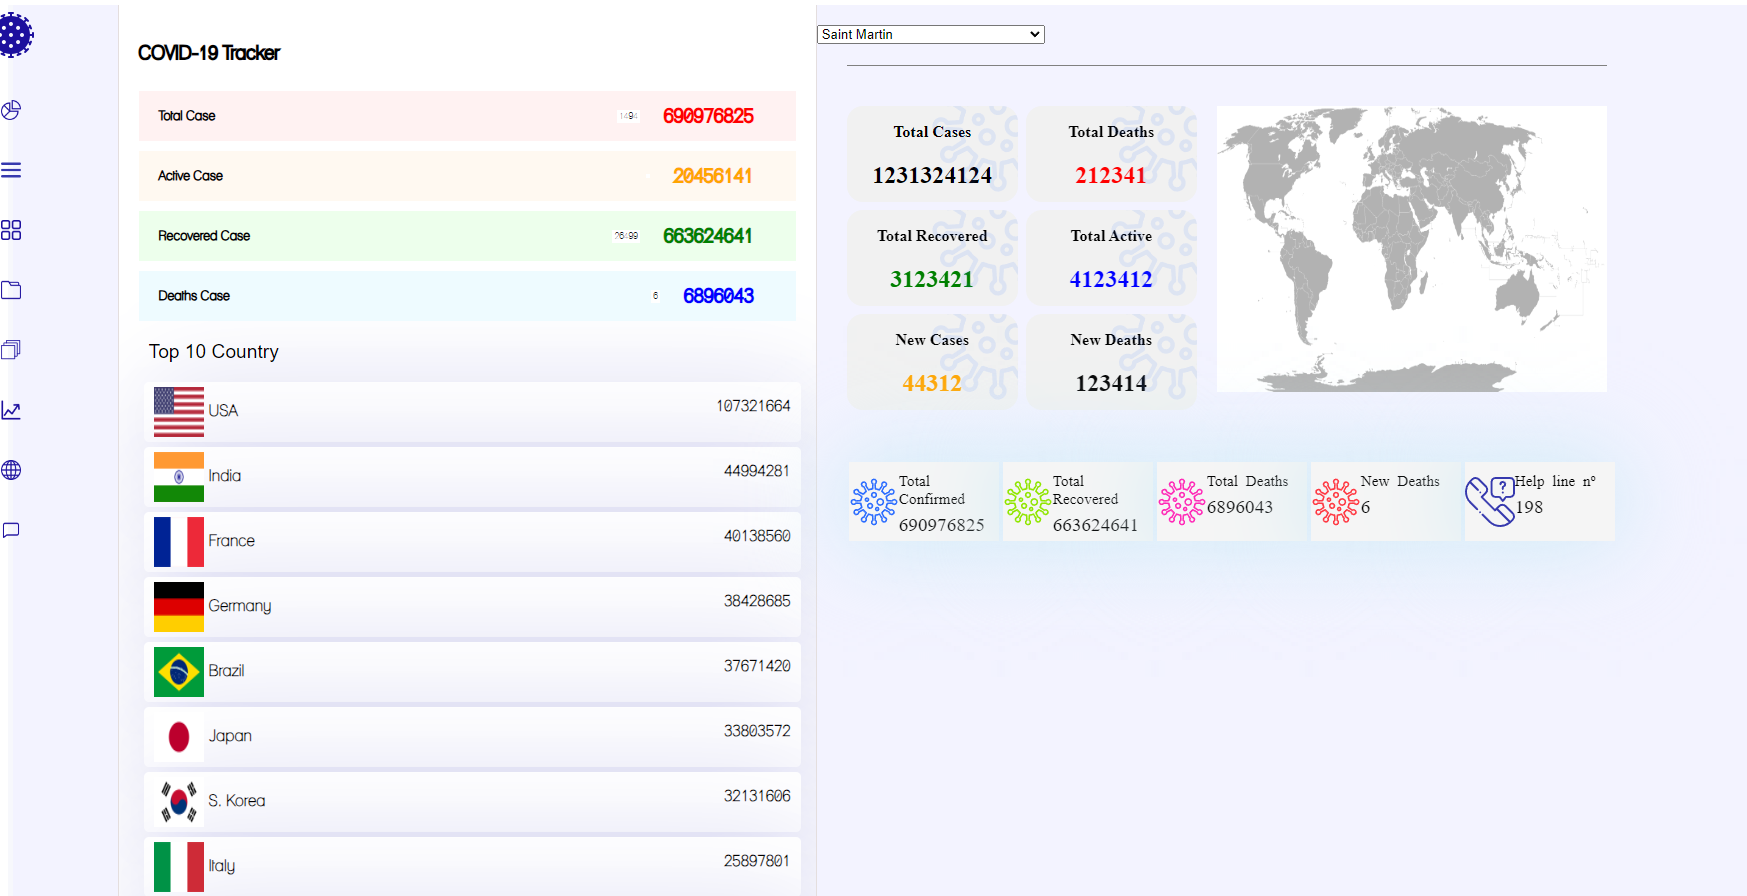 COVID-19 Tracker
Total Case 1494 690976825
Active Case 20456141
Recovered Case 26499 663624641
Deaths Case 6 6896043
Top 10 Country
USA 107321664
India 44994281
France 40138560
Germany 38428685
Brazil 37671420
Japan 33803572
S. Korea 32131606
Italy 25897801
Saint Martin
Total Cases
1231324124
Total Deaths
212341
Total Recovered
3123421
Total Active
4123412
New Cases
44312
New Deaths
123414
Total
Confirmed
690976825
Total
Recovered
663624641
Total Deaths
6896043
New Deaths
6
?
Help line nº
198